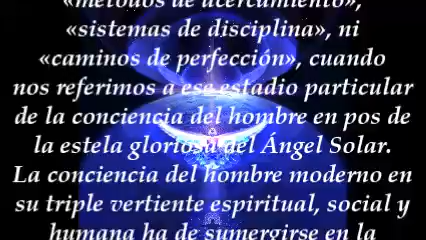 «métodos de acercamiento»,
«sistemas de disciplina», ni
«caminos de perfección», cuando
nos referimos a ese estadio particular
de la conciencia del hombre en pos de
la estela gloriosa del Ángel Solar.
La conciencia del hombre moderno en
su triple vertiente espiritual, social y
humana ha de sumergirse en la